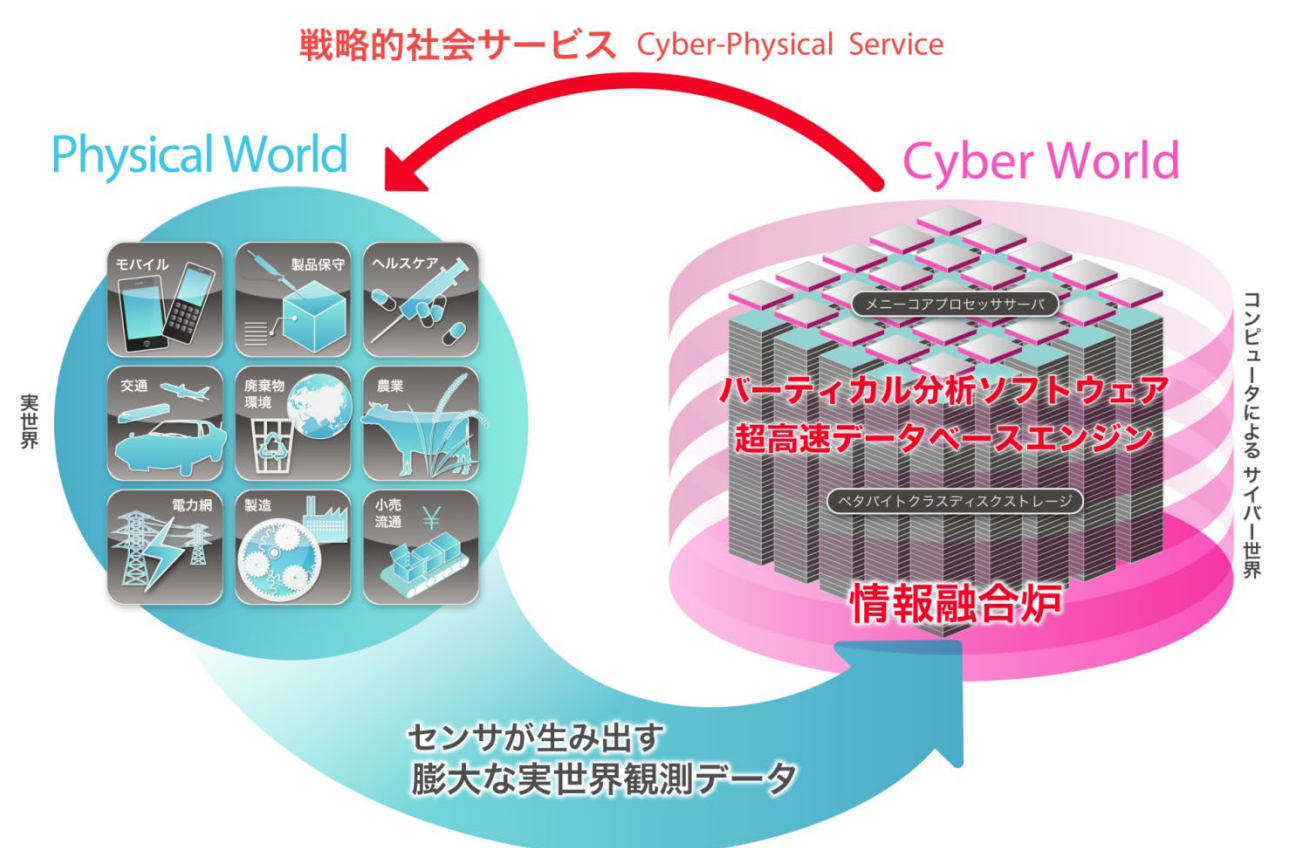 戦略的社会サービス Cyber-Physical Service
Physical World
Cyber World
実世界
モバイル
製品保守
ヘルスケア
交通
廃棄物
環境
農業
電力網
製造
小売
流通
¥
メニーコアプロセッササーバ
バーティカル分析ソフトウェア
超高速データベースエンジン
ペタバイトクラスディスクストレージ
情報融合炉
コンピュータによる サイバー世界
センサが生み出す
膨大な実世界観測データ